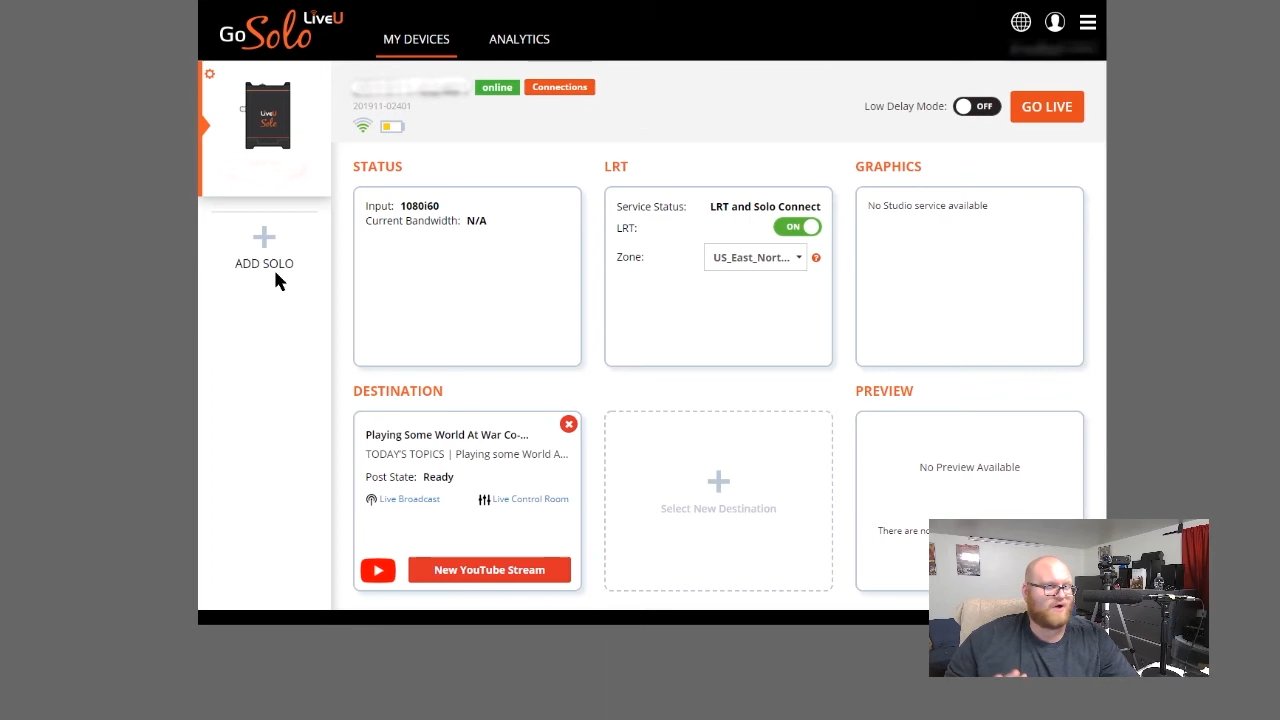 Go Solo LiveU
MY DEVICES
ANALYTICS
LiveU
Solo
ADD SOLO
online
Connections
201911-02401
Low Delay Mode:
OFF
GO LIVE
STATUS
Input: 1080i60
Current Bandwidth: N/A
LRT
Service Status: LRT and Solo Connect
LRT: ON
Zone: US_East_Nort...
GRAPHICS
No Studio service available
DESTINATION
Playing Some World At War Co-...
TODAY'S TOPICS | Playing some World A...
Post State: Ready
Live Broadcast
Live Control Room
New YouTube Stream
Select New Destination
PREVIEW
No Preview Available
There are no